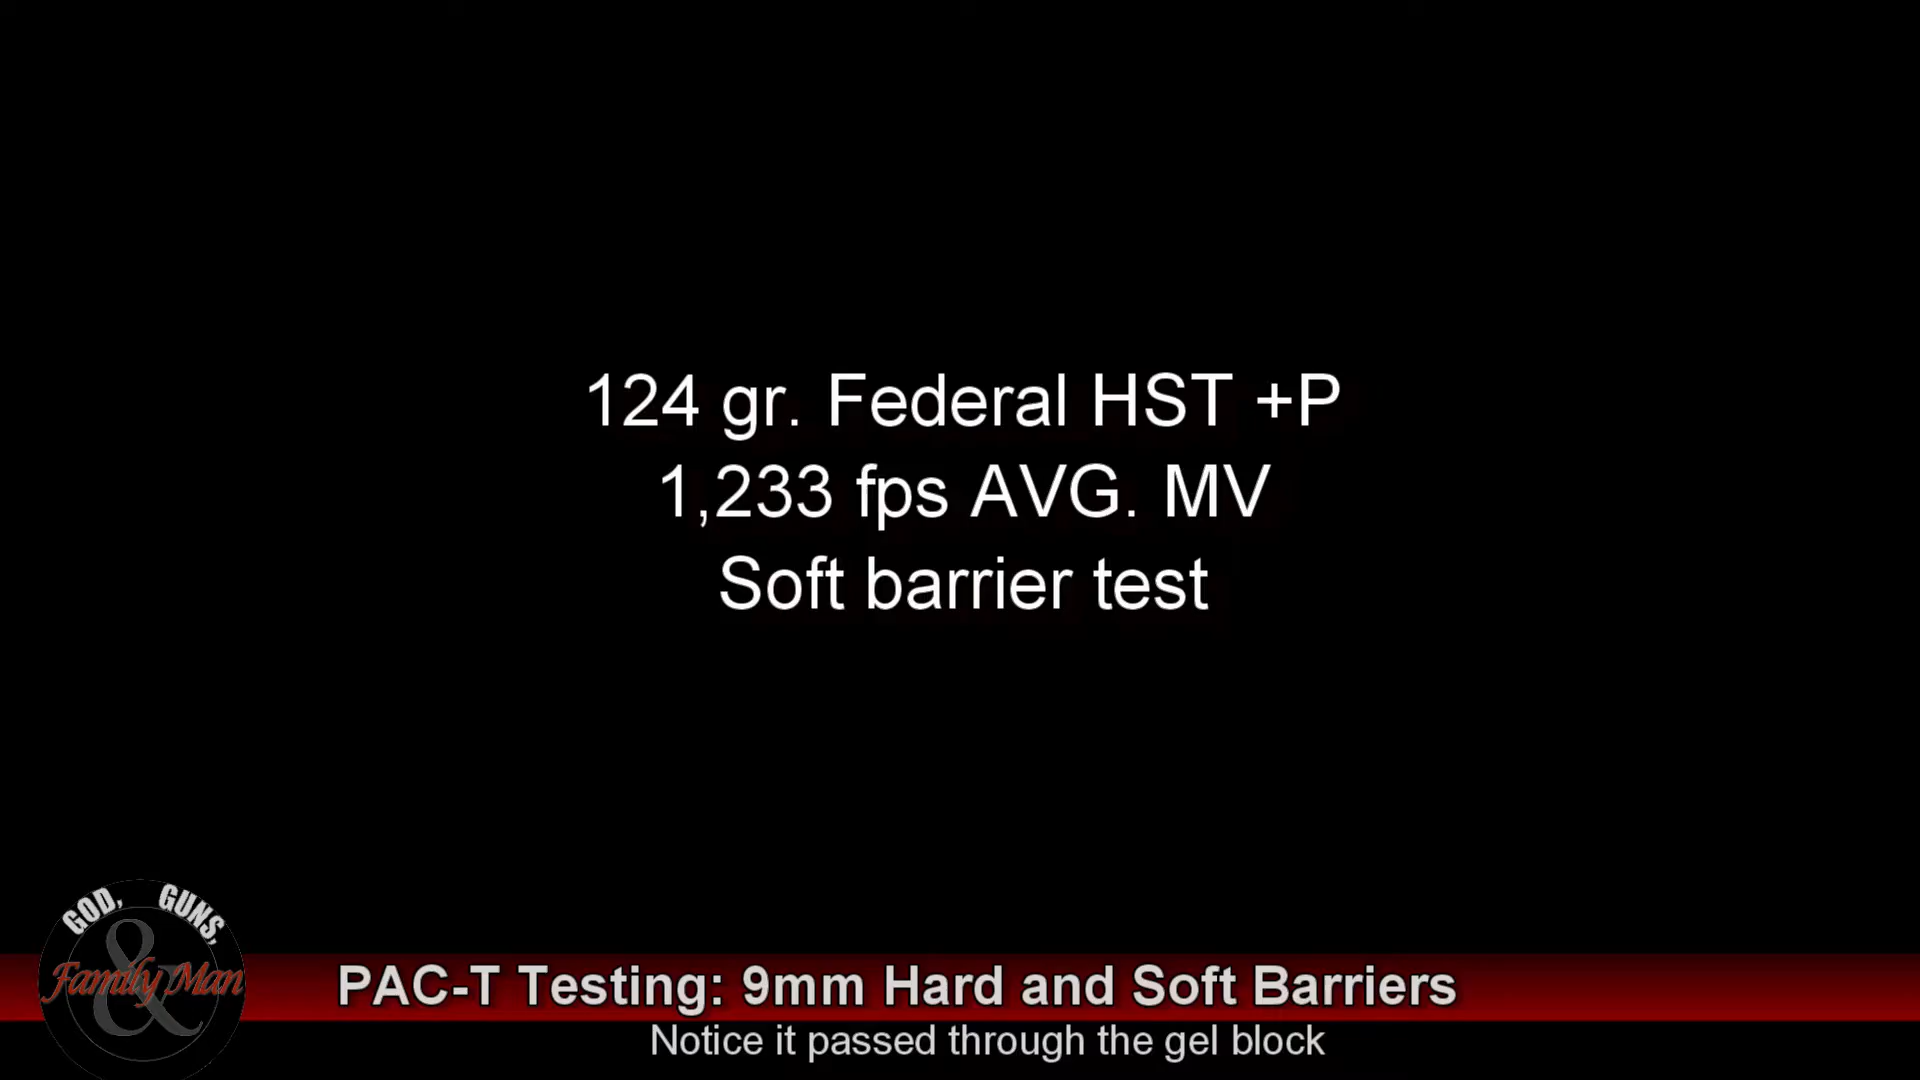 124 gr. Federal HST +P
1,233 fps AVG. MV
Soft barrier test
GOD, GUNS,
&
Family Man
PAC-T Testing: 9mm Hard and Soft Barriers
Notice it passed through the gel block